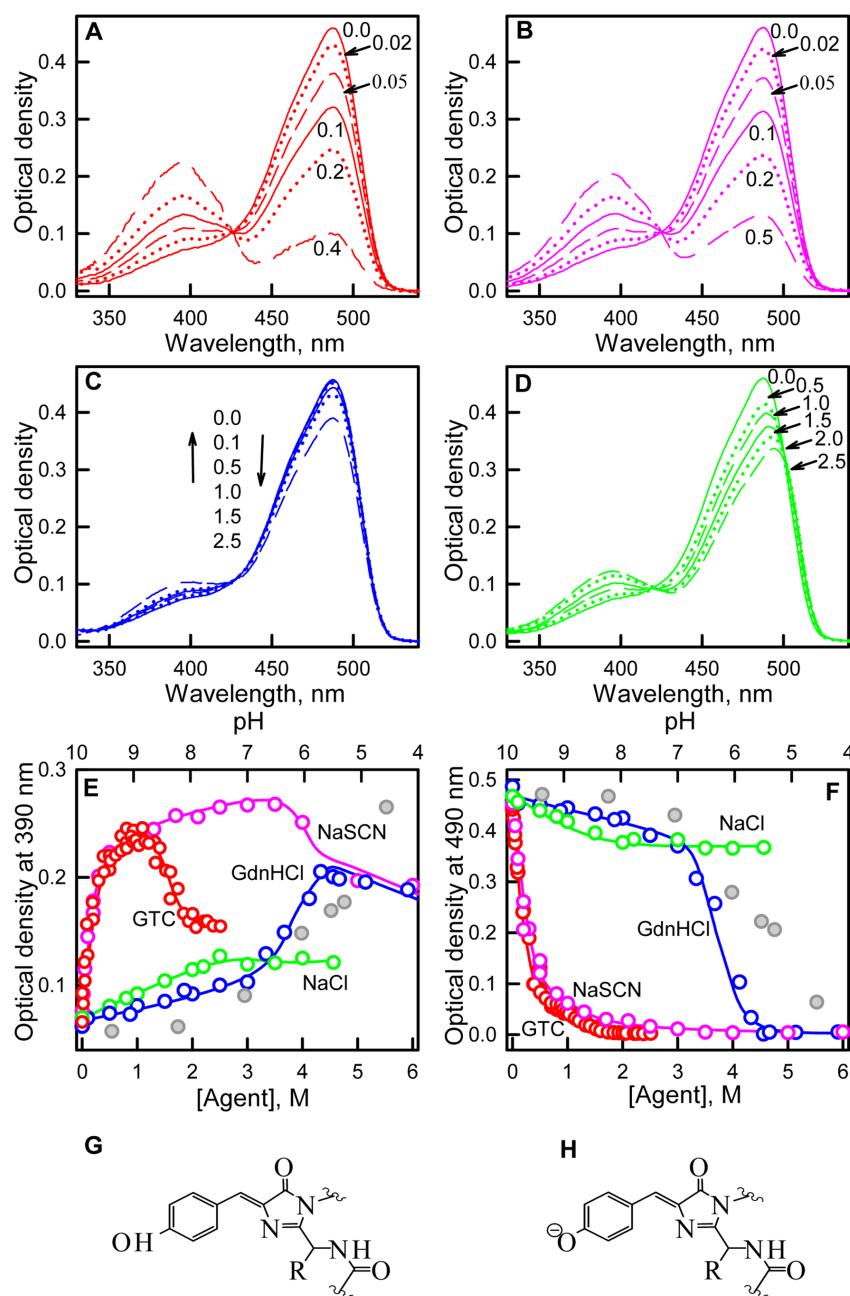 A
B
0.0
0.02
0.05
0.1
0.2
0.4
0.0
0.02
0.05
0.1
0.2
0.5
Optical density
0.4
0.3
0.2
0.1
0.0
Optical density
0.4
0.3
0.2
0.1
0.0
350 400 450 500
350 400 450 500
Wavelength, nm
Wavelength, nm
C
D
0.0
0.1
0.5
1.0
1.5
2.5
0.0
0.5
1.0
1.5
2.0
2.5
Optical density
0.4
0.3
0.2
0.1
0.0
Optical density
0.4
0.3
0.2
0.1
0.0
350 400 450 500
350 400 450 500
Wavelength, nm
Wavelength, nm
pH
pH
10 9 8 7 6 5 4
10 9 8 7 6 5 4
E
F
Optical density at 390 nm
0.3
0.2
0.1
NaSCN
GdnHCl
GTC
NaCl
Optical density at 490 nm
0.5
0.4
0.3
0.2
0.1
0.0
NaCl
GdnHCl
NaSCN
GTC
0 1 2 3 4 5 6
0 1 2 3 4 5 6
[Agent], M
[Agent], M
G
H
O
N
N
OH
R
NH
O
O
N
N
⊖
O
R
NH
O